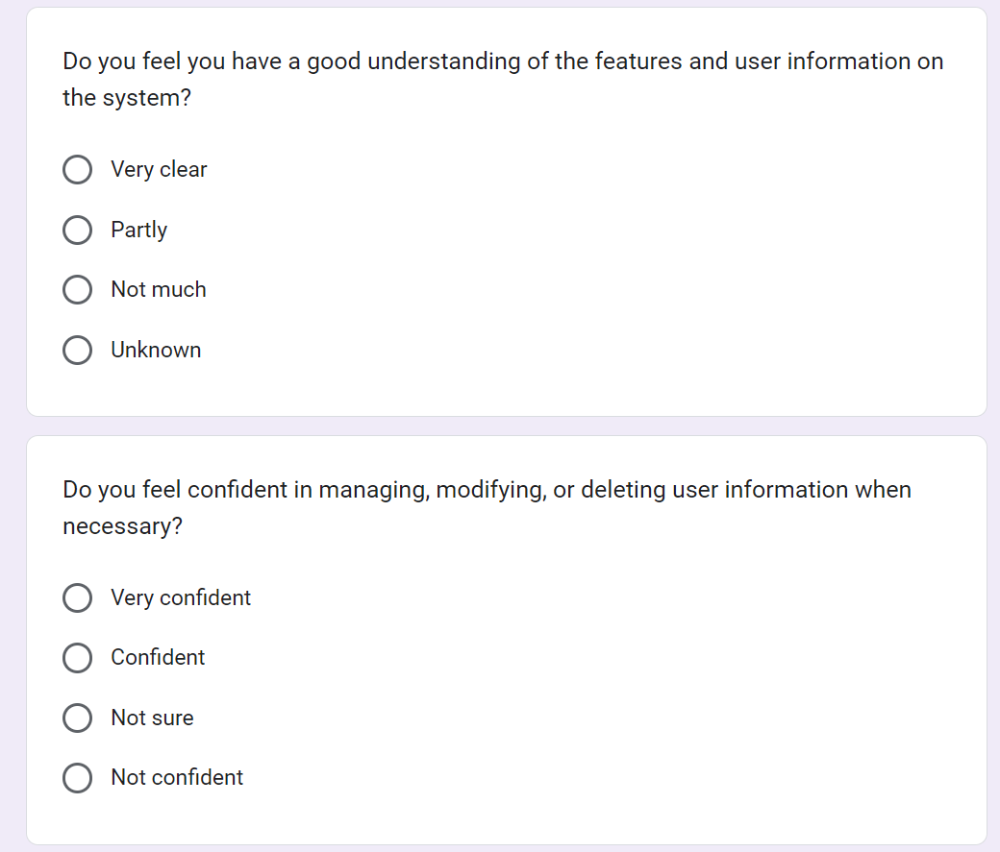 Do you feel you have a good understanding of the features and user information on
the system?
Very clear
Partly
Not much
Unknown
Do you feel confident in managing, modifying, or deleting user information when
necessary?
Very confident
Confident
Not sure
Not confident